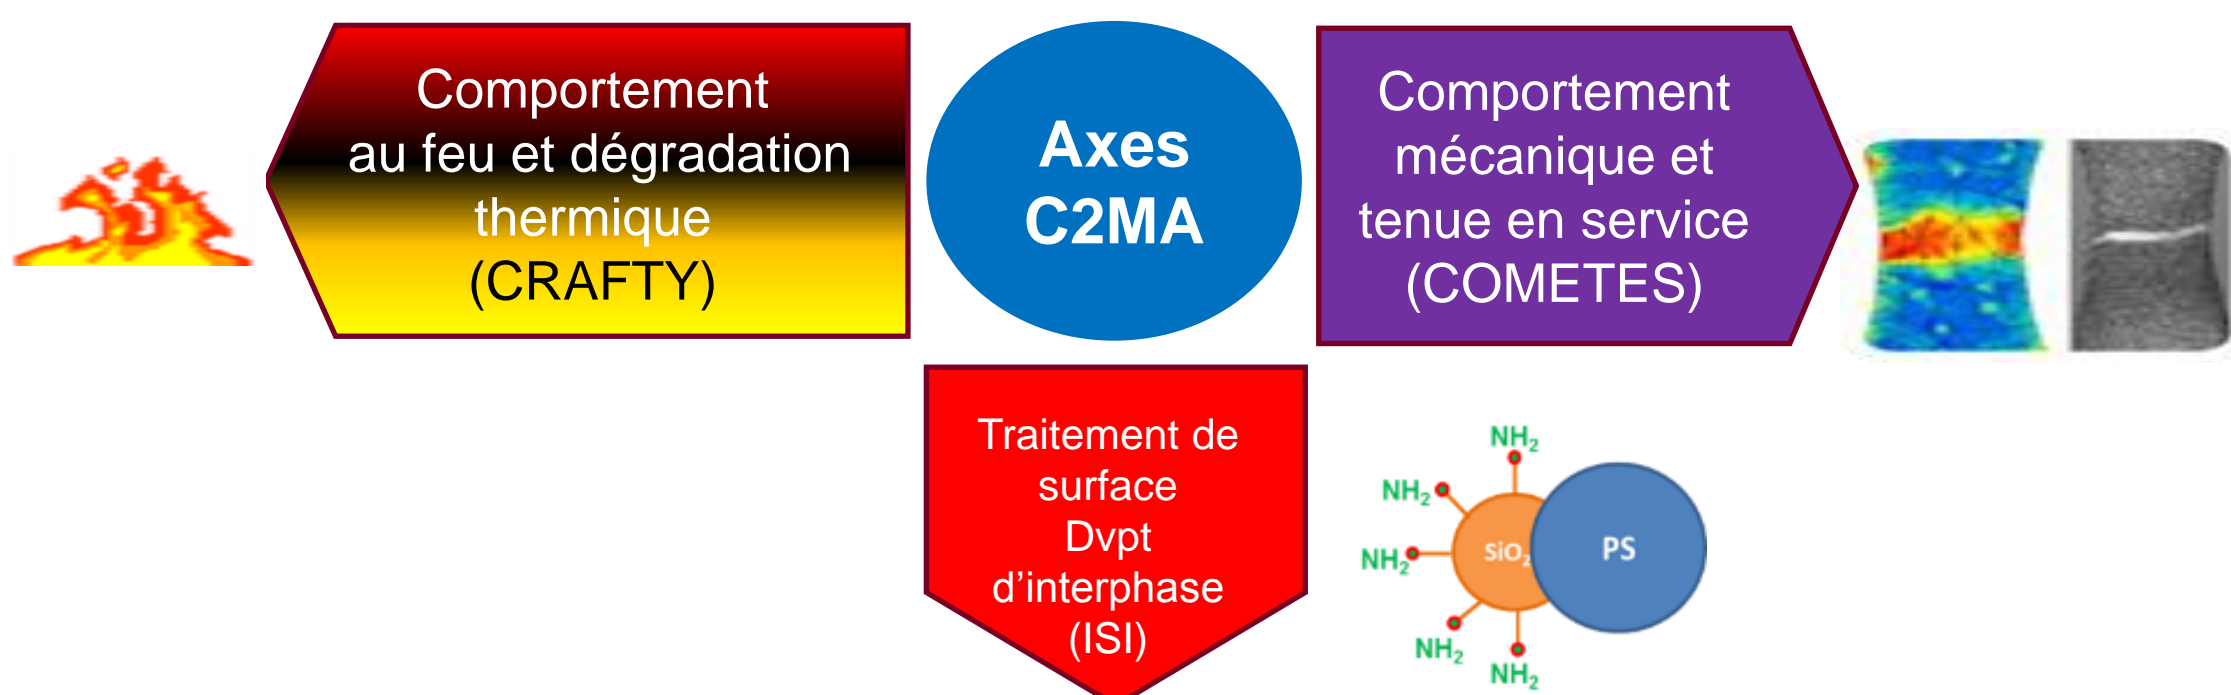 Comportement
au feu et dégradation
thermique
(CRAFTY)
Axes
C2MA
Comportement
mécanique et
tenue en service
(COMETES)
Traitement de
surface
Dvpt
d’interphase
(ISI)
NH₂
NH₂
NH₂
NH₂
NH₂
SiO₂
PS